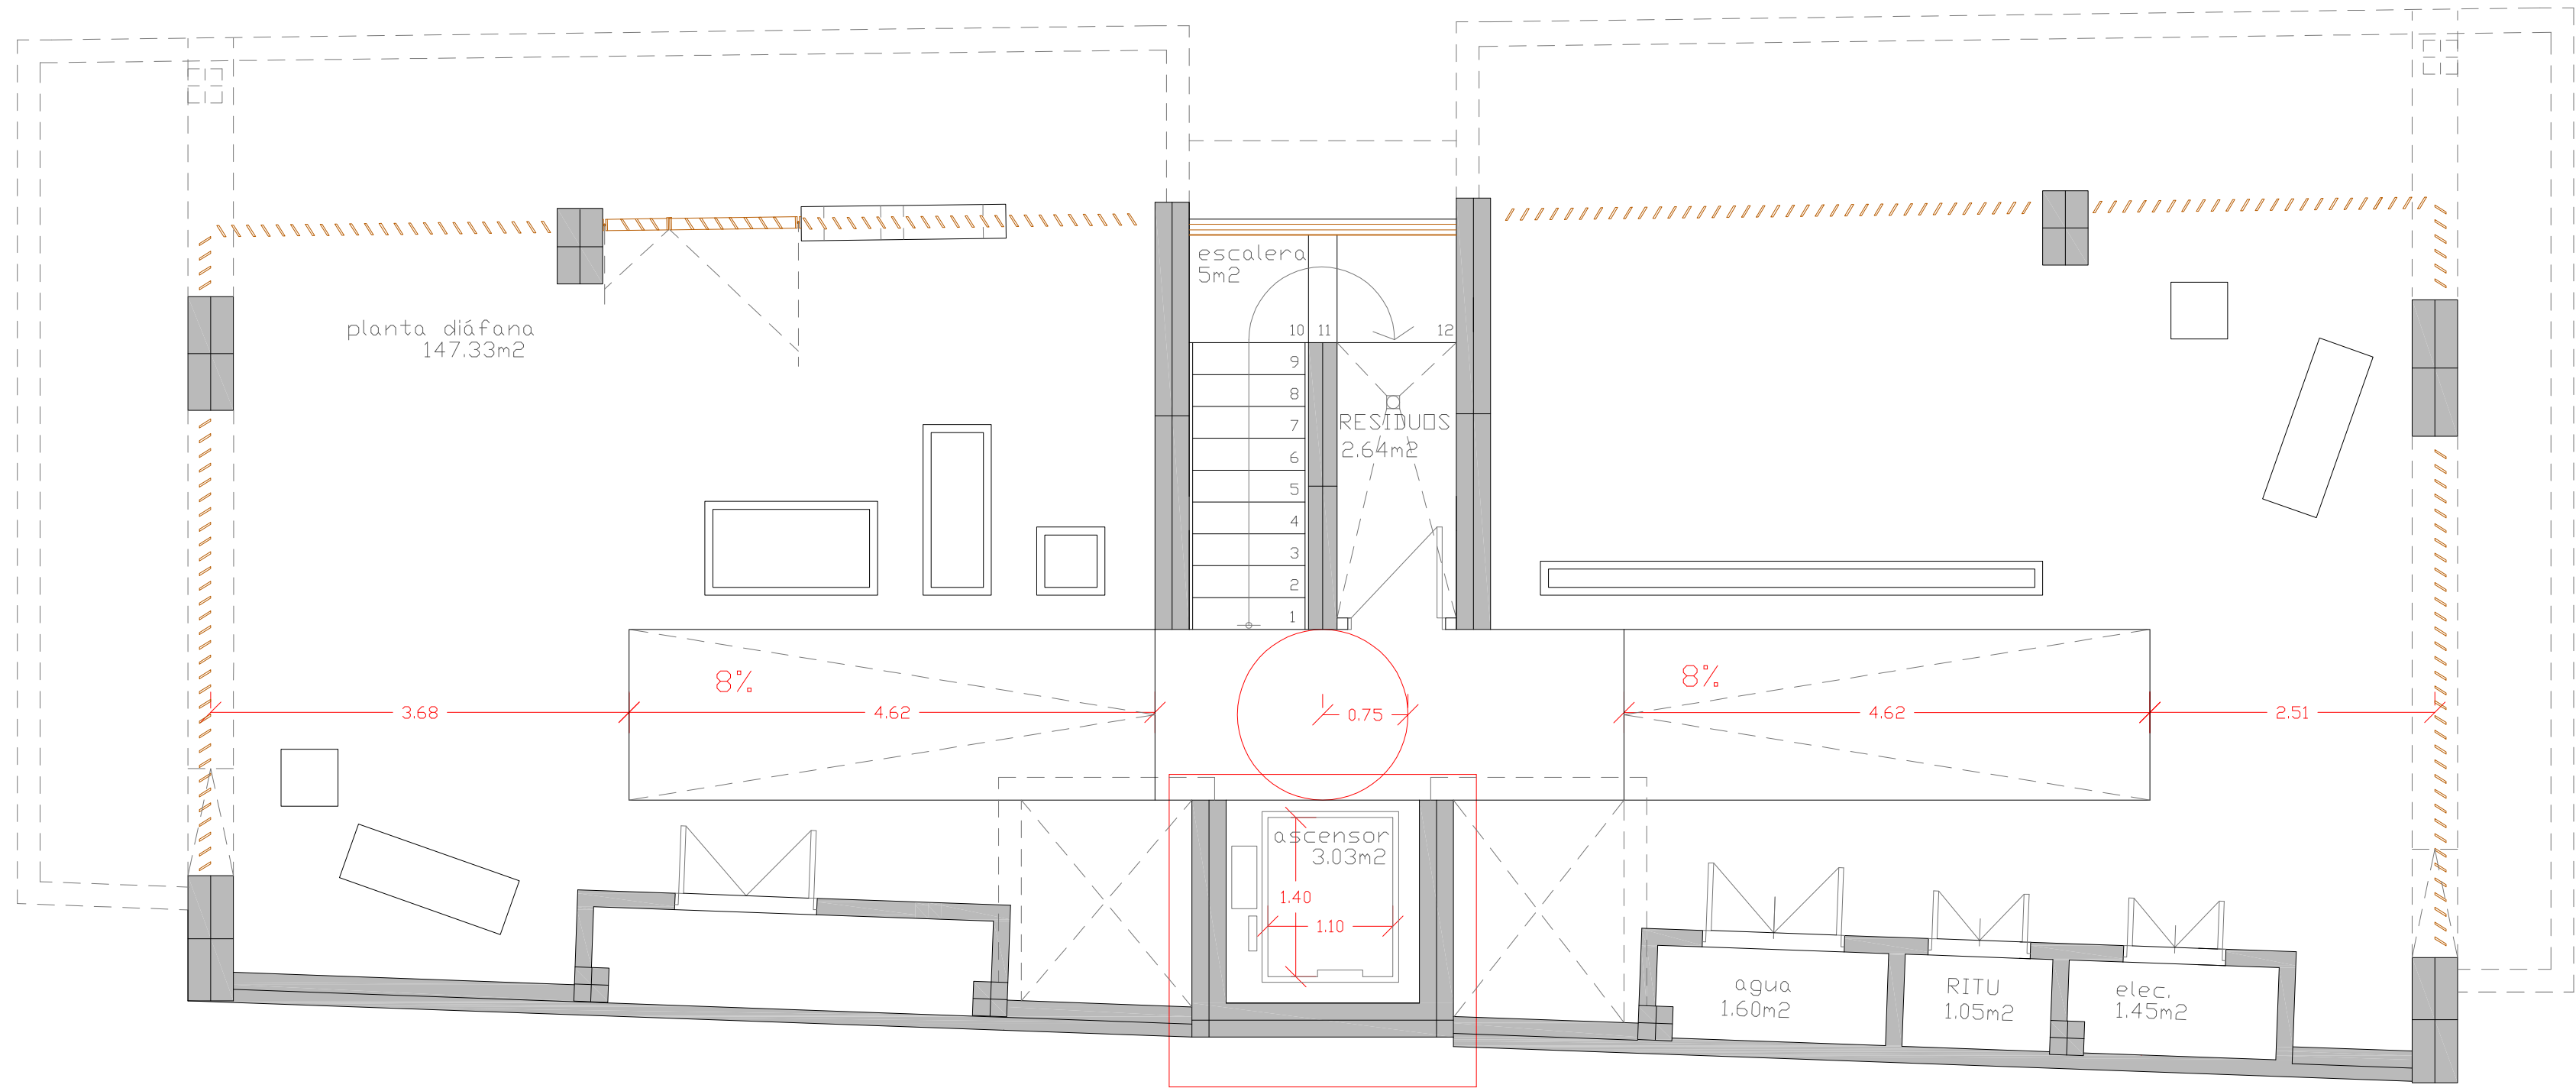 escalera
5m2
planta diáfana
147.33m2
10 11 12
9
8
7
6
5
4
3
2
1
RESIDUOS
2.64m2
8%
8%
3.68
4.62
0.75
4.62
2.51
ascensor
3.03m2
1.40
1.10
agua
1.60m2
RITU
1.05m2
elec.
1.45m2